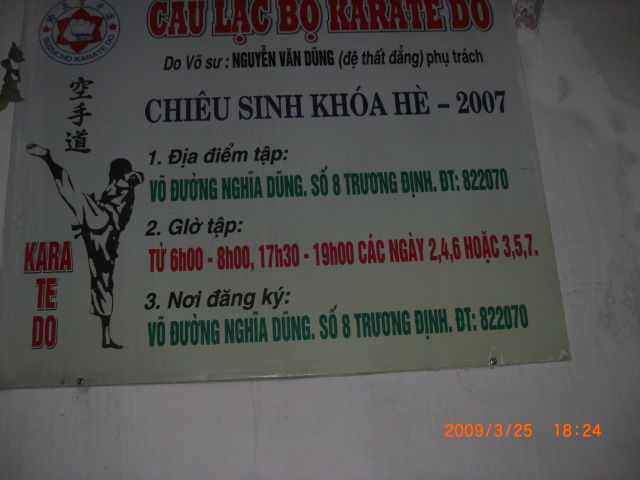 CÂU LẠC BỘ KARATE DO
SUZUCHO KARATE DO
Do Võ sư : NGUYỄN VĂN DŨNG (đệ thất đẳng) phụ trách
空手道
CHIÊU SINH KHÓA HÈ – 2007
1. Địa điểm tập:
VÕ ĐƯỜNG NGHĨA DŨNG. SỐ 8 TRƯƠNG ĐỊNH. ĐT: 822070
2. Giờ tập:
TỪ 6h00 - 8h00, 17h30 - 19h00 CÁC NGÀY 2,4,6 HOẶC 3,5,7.
KARA
TE
DO
3. Nơi đăng ký:
VÕ ĐƯỜNG NGHĨA DŨNG. SỐ 8 TRƯƠNG ĐỊNH. ĐT: 822070
2009/3/25 18:24